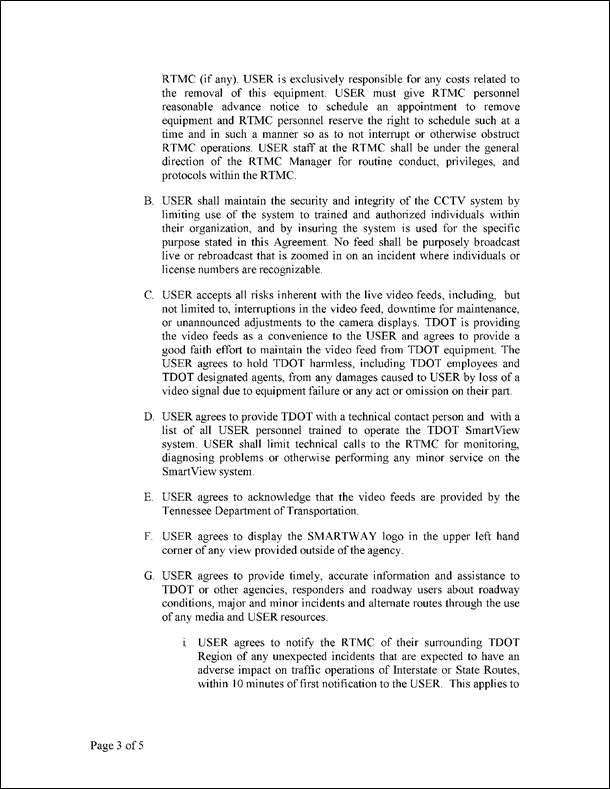 RTMC (if any). USER is exclusively responsible for any costs related to
the removal of this equipment. USER must give RTMC personnel
reasonable advance notice to schedule an appointment to remove
equipment and RTMC personnel reserve the right to schedule such at a
time and in such a manner so as to not interrupt or otherwise obstruct
RTMC operations. USER staff at the RTMC shall be under the general
direction of the RTMC Manager for routine conduct, privileges, and
protocols within the RTMC.
B. USER shall maintain the security and integrity of the CCTV system by
limiting use of the system to trained and authorized individuals within
their organization, and by insuring the system is used for the specific
purpose stated in this Agreement. No feed shall be purposely broadcast
live or rebroadcast that is zoomed in on an incident where individuals or
license numbers are recognizable.
C. USER accepts all risks inherent with the live video feeds, including, but
not limited to, interruptions in the video feed, downtime for maintenance,
or unannounced adjustments to the camera displays. TDOT is providing
the video feeds as a convenience to the USER and agrees to provide a
good faith effort to maintain the video feed from TDOT equipment. The
USER agrees to hold TDOT harmless, including TDOT employees and
TDOT designated agents, from any damages caused to USER by loss of a
video signal due to equipment failure or any act or omission on their part.
D. USER agrees to provide TDOT with a technical contact person and with a
list of all USER personnel trained to operate the TDOT SmartView
system. USER shall limit technical calls to the RTMC for monitoring,
diagnosing problems or otherwise performing any minor service on the
SmartView system.
E. USER agrees to acknowledge that the video feeds are provided by the
Tennessee Department of Transportation.
F. USER agrees to display the SMARTWAY logo in the upper left hand
corner of any view provided outside of the agency.
G. USER agrees to provide timely, accurate information and assistance to
TDOT or other agencies, responders and roadway users about roadway
conditions, major and minor incidents and alternate routes through the use
of any media and USER resources.
i. USER agrees to notify the RTMC of their surrounding TDOT
Region of any unexpected incidents that are expected to have an
adverse impact on traffic operations of Interstate or State Routes,
within 10 minutes of first notification to the USER. This applies to
Page 3 of 5